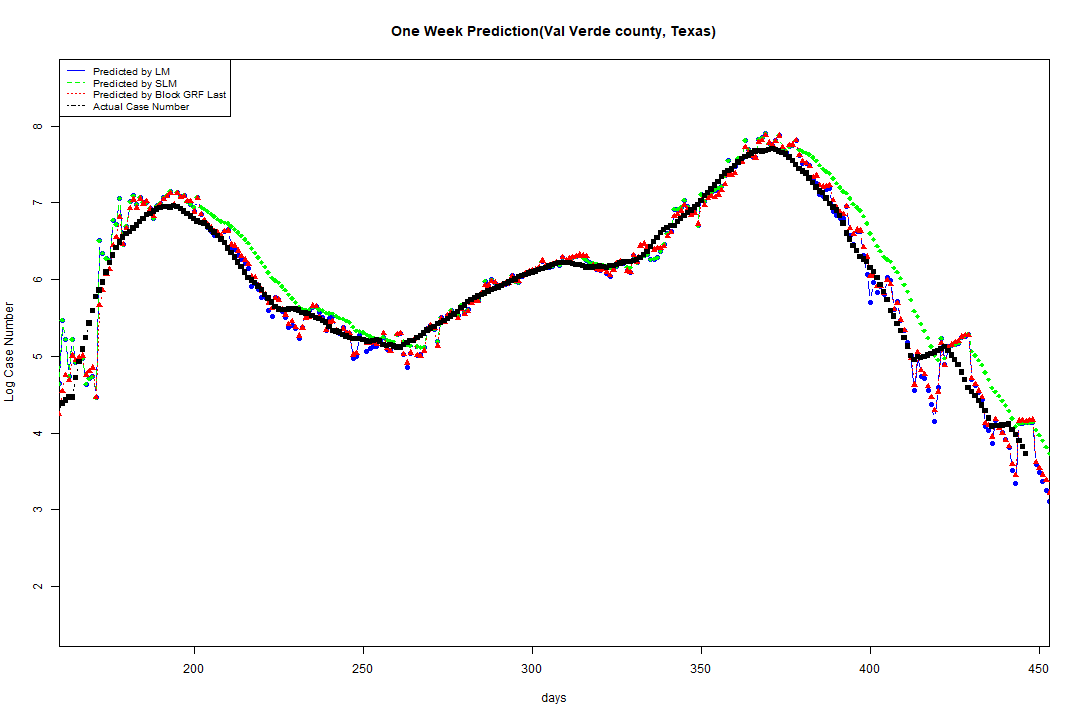 One Week Prediction(Val Verde county, Texas)
Predicted by LM
Predicted by SLM
Predicted by Block GRF Last
Actual Case Number
Log Case Number
8
7
6
5
4
3
2
200 250 300 350 400 450
days